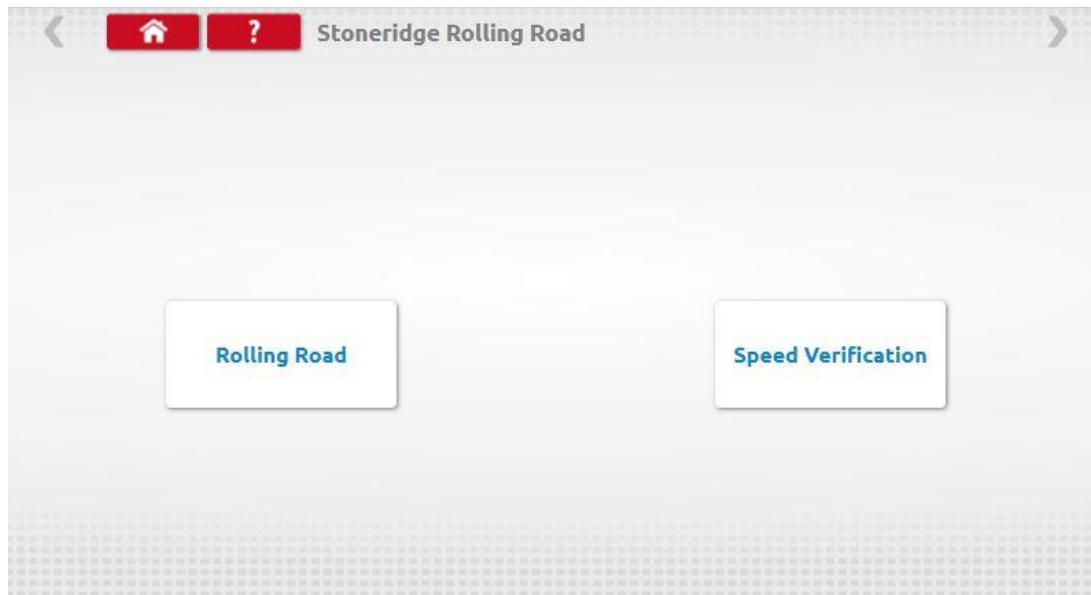 ? Stoneridge Rolling Road
Rolling Road
Speed Verification